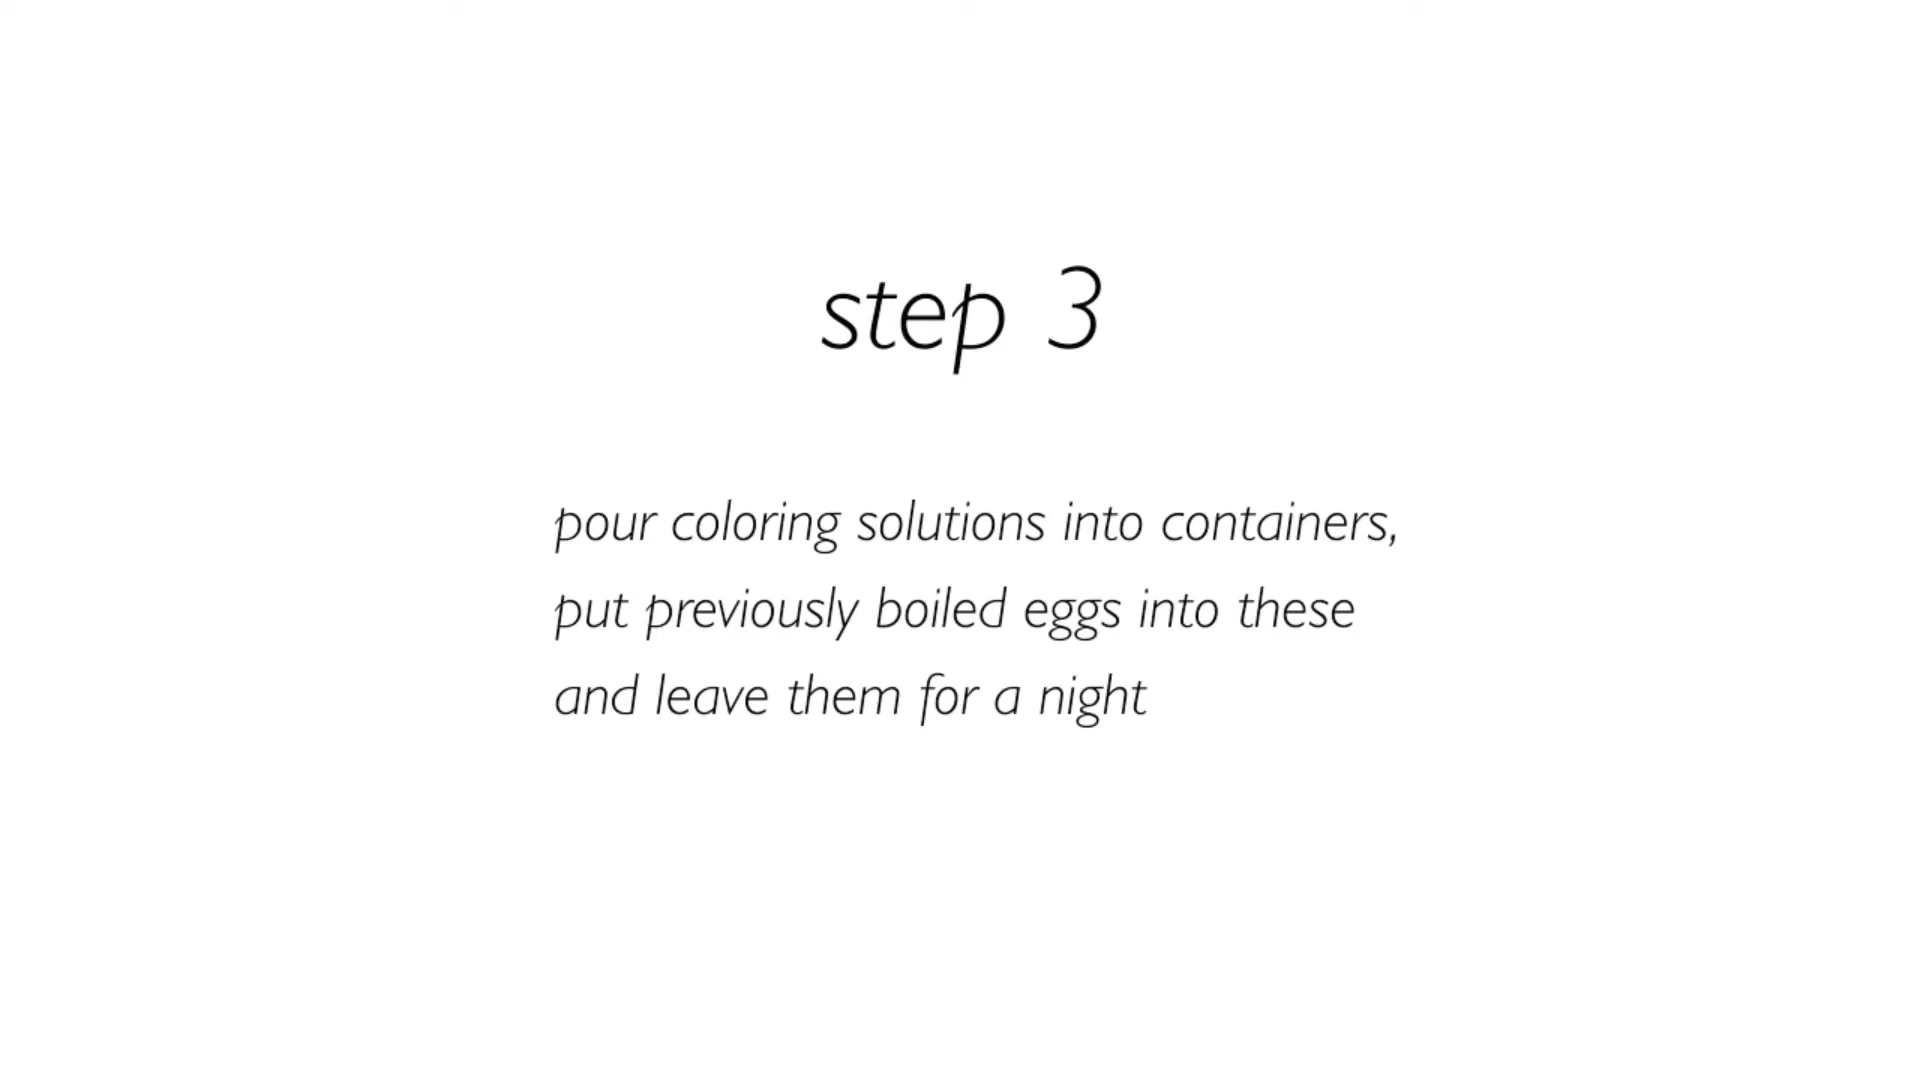 step 3
pour coloring solutions into containers,
put previously boiled eggs into these
and leave them for a night